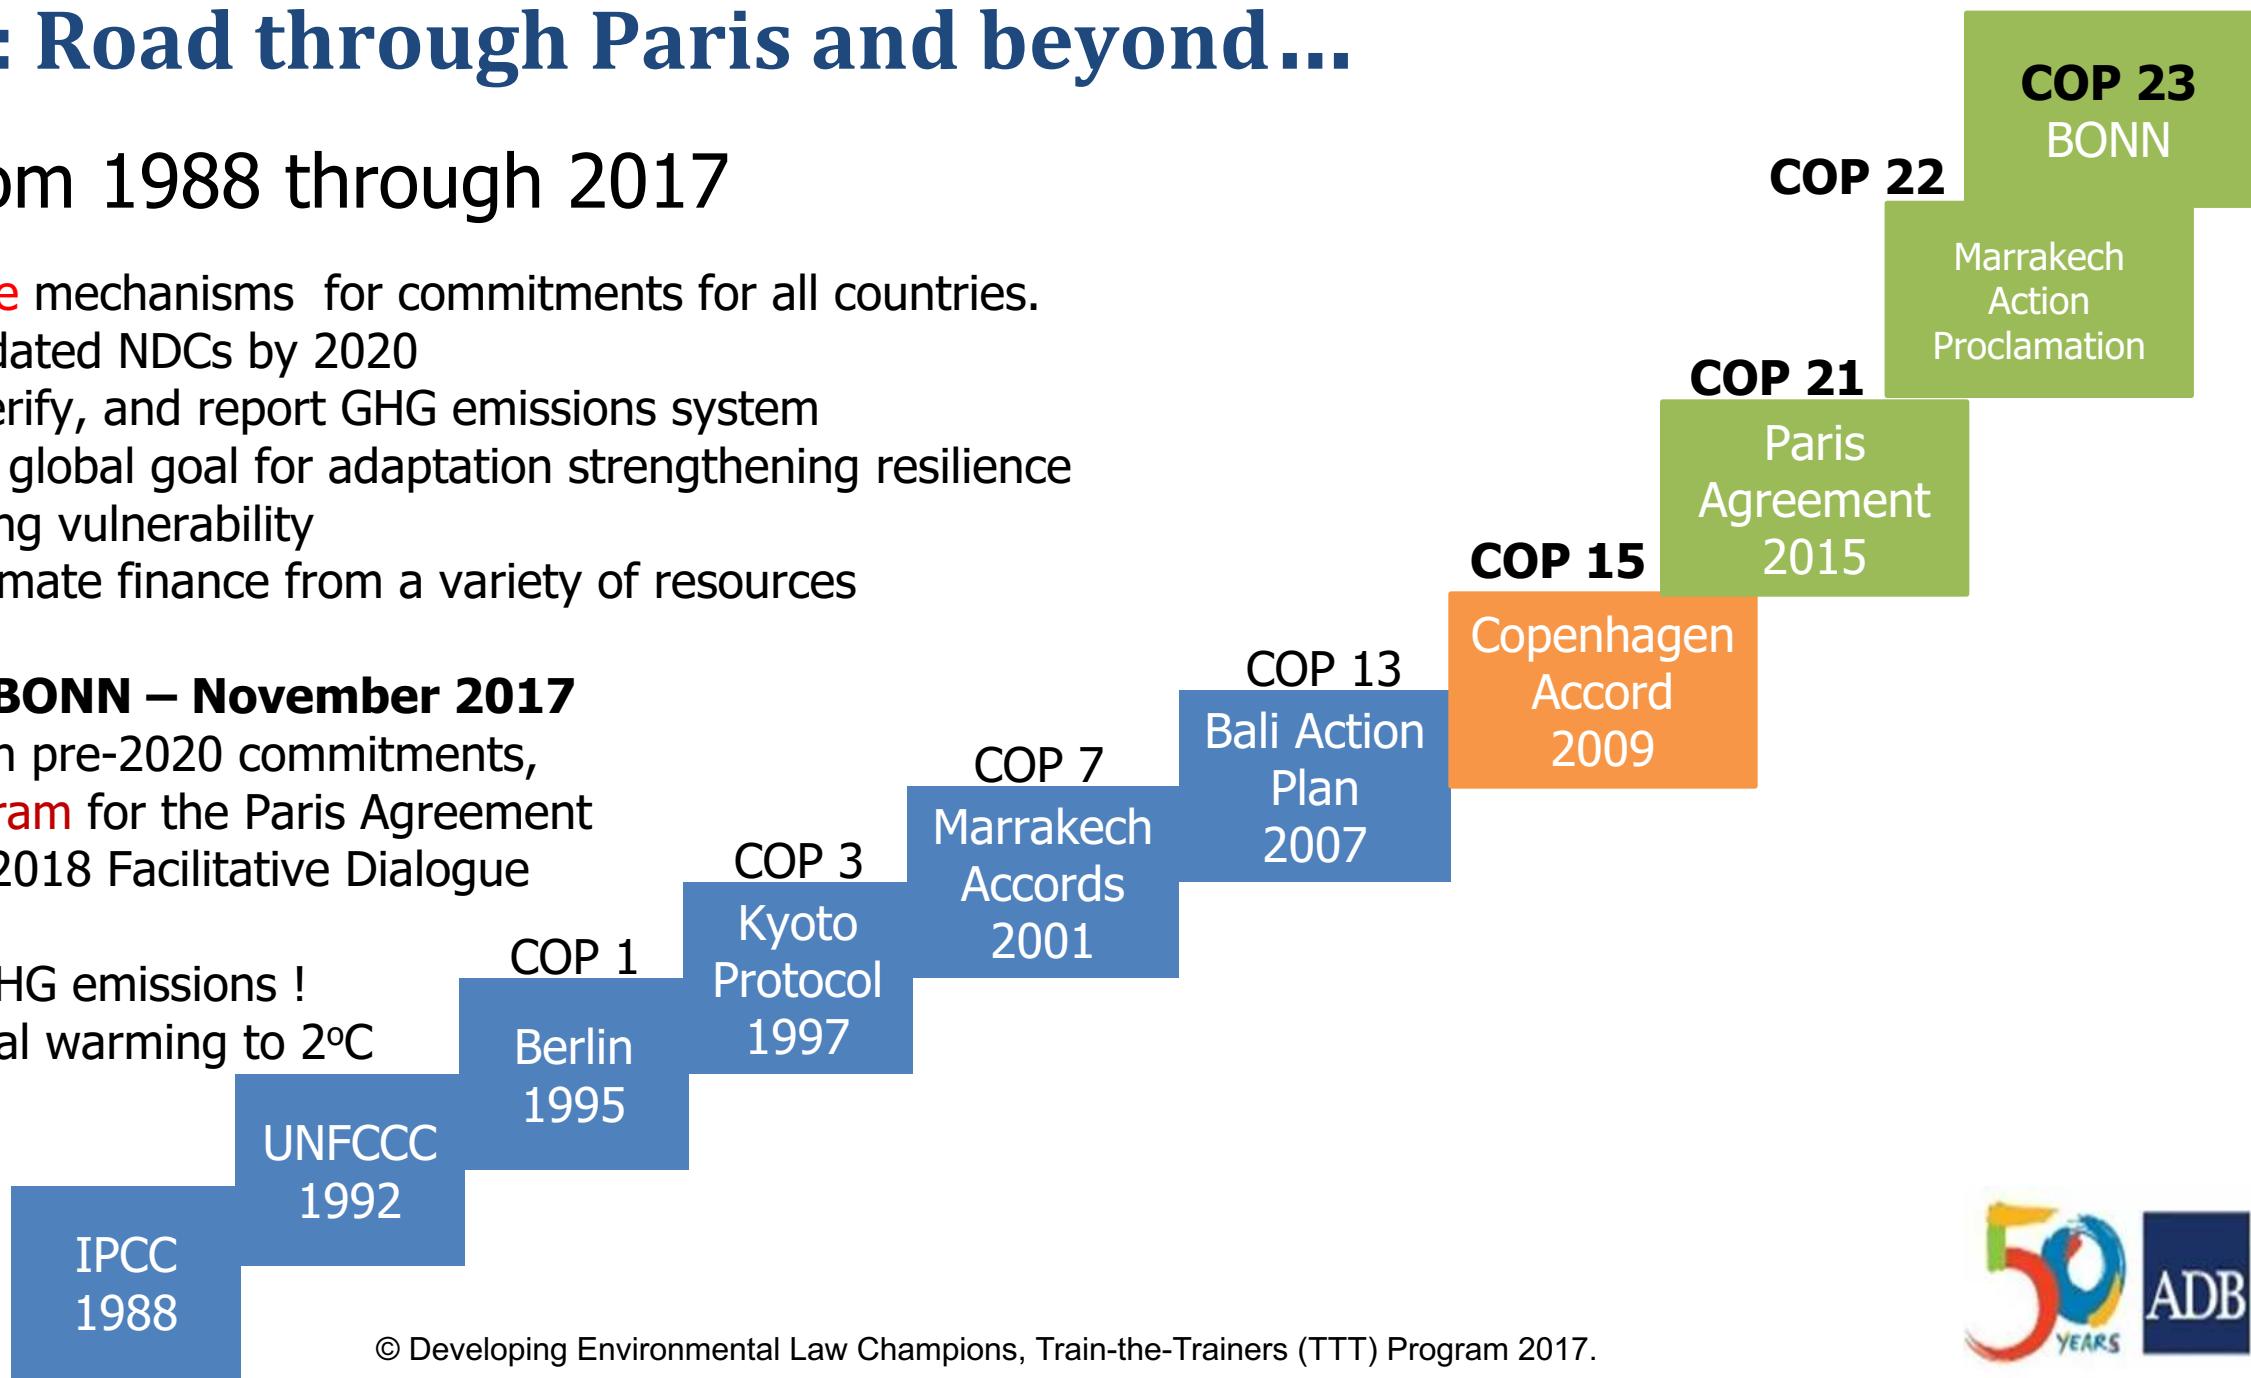 : Road through Paris and beyond…
om 1988 through 2017
e mechanisms for commitments for all countries.
dated NDCs by 2020
erify, and report GHG emissions system
global goal for adaptation strengthening resilience
ng vulnerability
mate finance from a variety of resources
BONN – November 2017
n pre-2020 commitments,
ram for the Paris Agreement
2018 Facilitative Dialogue
HG emissions !
al warming to 2ºC
IPCC
1988
UNFCCC
1992
COP 1
Berlin
1995
COP 3
Kyoto
Protocol
1997
COP 7
Marrakech
Accords
2001
COP 13
Bali Action
Plan
2007
COP 15
Copenhagen
Accord
2009
COP 21
Paris
Agreement
2015
COP 22
Marrakech
Action
Proclamation
COP 23
BONN
50
YEARS
ADB
© Developing Environmental Law Champions, Train-the-Trainers (TTT) Program 2017.